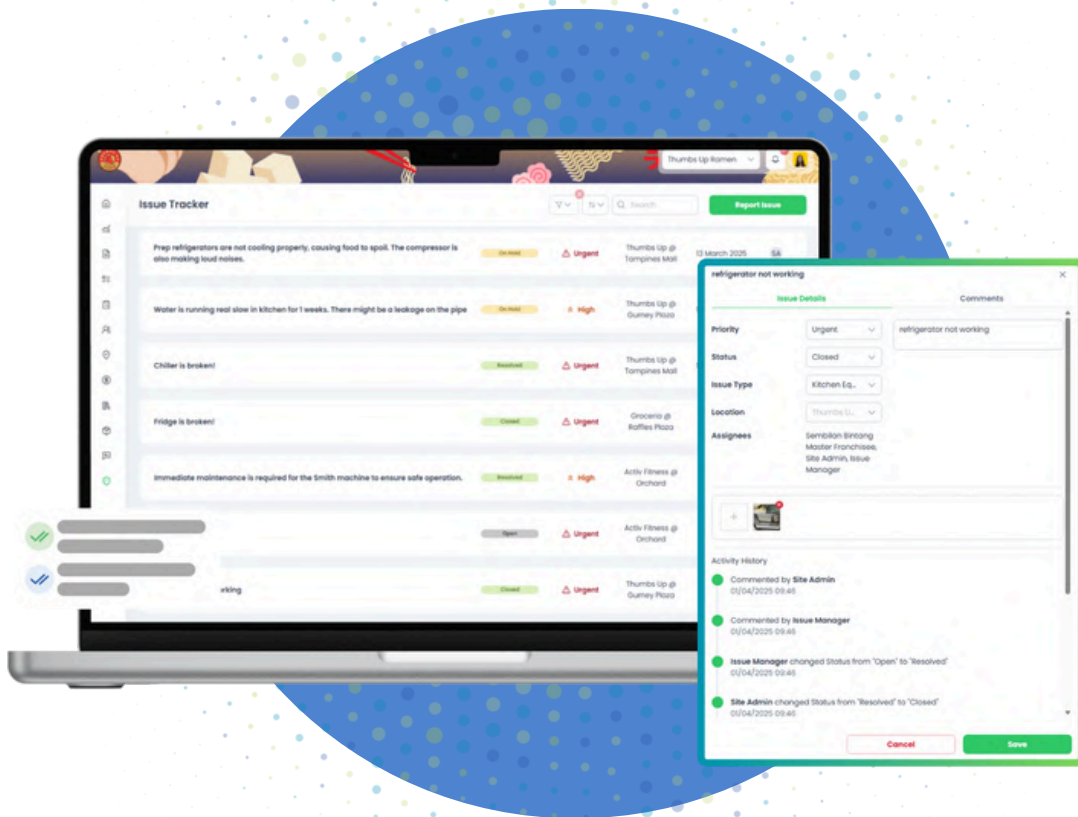 Thumbs Up Ramen
Issue Tracker
Search
Report Issue
Prep refrigerators are not cooling properly, causing food to spoil. The compressor is
also making loud noises.
On Hold
Urgent
Thumbs Up @
Tampines Mall
13 March 2025
SA
Water is running real slow in kitchen for 1 weeks. There might be a leakage on the pipe
On Hold
High
Thumbs Up @
Gurney Plaza
Chiller is broken!
Resolved
Urgent
Thumbs Up @
Tampines Mall
Fridge is broken!
Closed
Urgent
Groceria @
Raffles Plaza
Immediate maintenance is required for the Smith machine to ensure safe operation.
Resolved
High
Activ Fitness @
Orchard
Open
Urgent
Activ Fitness @
Orchard
rking
Closed
Urgent
Thumbs Up @
Gurney Plaza
refrigerator not working
Issue Details
Comments
Priority
Urgent
refrigerator not working
Status
Closed
Issue Type
Kitchen Eq...
Location
Thumbs U...
Assignees
Sembilan Bintang
Master Franchisee,
Site Admin, Issue
Manager
Activity History
Commented by Site Admin
01/04/2025 09:46
Commented by Issue Manager
01/04/2025 09:46
Issue Manager changed Status from "Open" to "Resolved"
01/04/2025 09:46
Site Admin changed Status from "Resolved" to "Closed"
01/04/2025 09:46
Cancel
Save